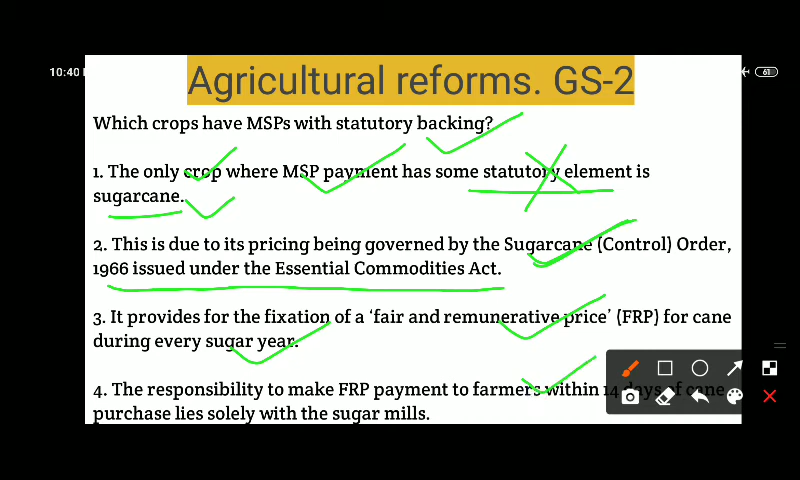 10:40
61
Agricultural reforms. GS-2
Which crops have MSPs with statutory backing?
1. The only crop where MSP payment has some statutory element is
sugarcane.
2. This is due to its pricing being governed by the Sugarcane (Control) Order,
1966 issued under the Essential Commodities Act.
3. It provides for the fixation of a ‘fair and remunerative price’ (FRP) for cane
during every sugar year.
4. The responsibility to make FRP payment to farmers within 14 days of cane
purchase lies solely with the sugar mills.